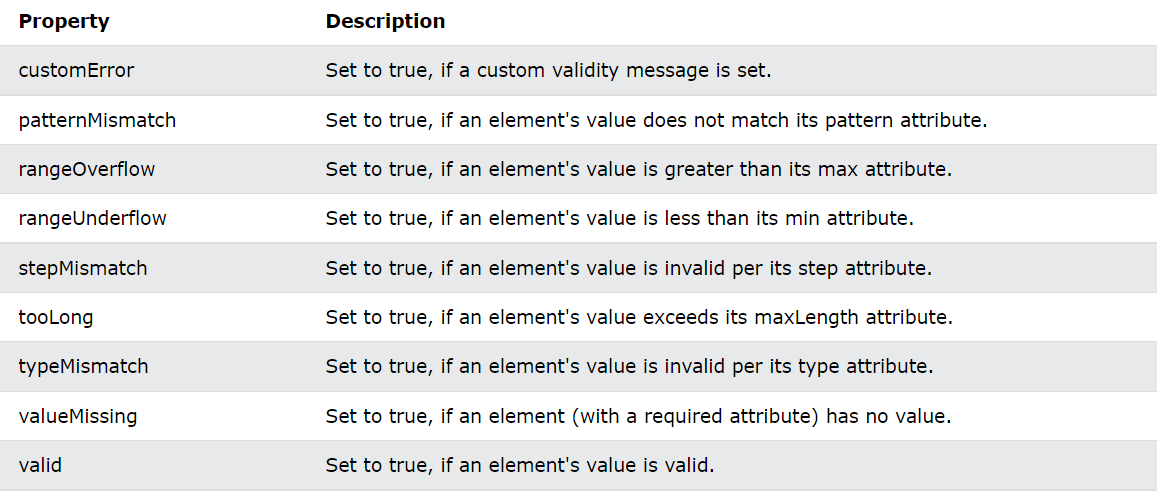 Property Description
customError Set to true, if a custom validity message is set.
patternMismatch Set to true, if an element's value does not match its pattern attribute.
rangeOverflow Set to true, if an element's value is greater than its max attribute.
rangeUnderflow Set to true, if an element's value is less than its min attribute.
stepMismatch Set to true, if an element's value is invalid per its step attribute.
tooLong Set to true, if an element's value exceeds its maxLength attribute.
typeMismatch Set to true, if an element's value is invalid per its type attribute.
valueMissing Set to true, if an element (with a required attribute) has no value.
valid Set to true, if an element's value is valid.